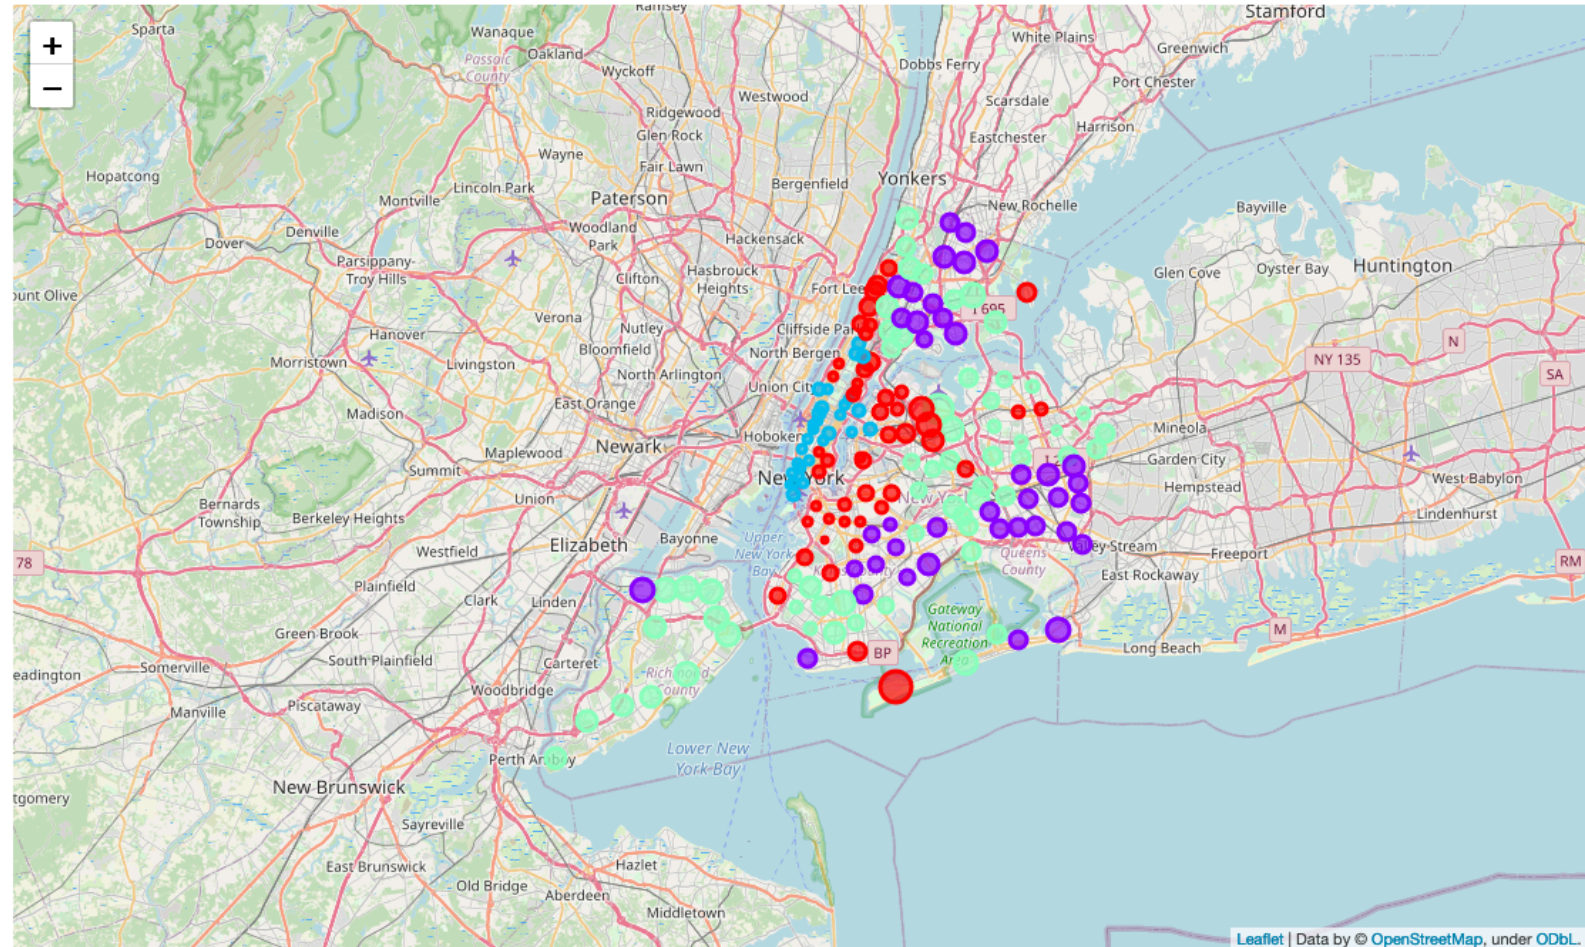 Ramsey
Stamford
Sparta
Wanaque
White Plains
+
Oakland
Greenwich
Passaic
County
Dobbs Ferry
Wyckoff
Port Chester
−
Westwood
Scarsdale
Ridgewood
Harrison
Glen Rock
Eastchester
Wayne
Fair Lawn
Hopatcong
Lincoln Park
Bergenfield
Yonkers
Montville
Paterson
New Rochelle
Bayville
Denville
Woodland
Park
Hackensack
Dover
Parsippany-
Troy Hills
Clifton
Hasbrouck
Heights
Fort Lee
Glen Cove
Oyster Bay
Huntington
ount Olive
I 695
Verona
Nutley
Cliffside Pa
Hanover
Bloomfield
North Bergen
N
NY 135
Morristown
Livingston
North Arlington
Union City
SA
East Orange
Madison
Hoboken
Mineola
Newark
Maplewood
Garden City
Summit
New York
West Babylon
Union
New York
Hempstead
Bernards
Township
Berkeley Heights
Lindenhurst
Elizabeth
Bayonne
Upper
New York
Bay
Westfield
Queens
County
ey Stream
Freeport
78
RM
East Rockaway
Plainfield
Clark
Linden
Gateway
National
Recreation
Area
Green Brook
M
Somerville
South Plainfield
Carteret
BP
Long Beach
eadington
Richmond
County
Woodbridge
Manville
Piscataway
Lower New
York Bay
Perth Amboy
New Brunswick
tgomery
Sayreville
East Brunswick
Hazlet
Old Bridge
Aberdeen
Middletown
Leaflet | Data by © OpenStreetMap, under ODbL.